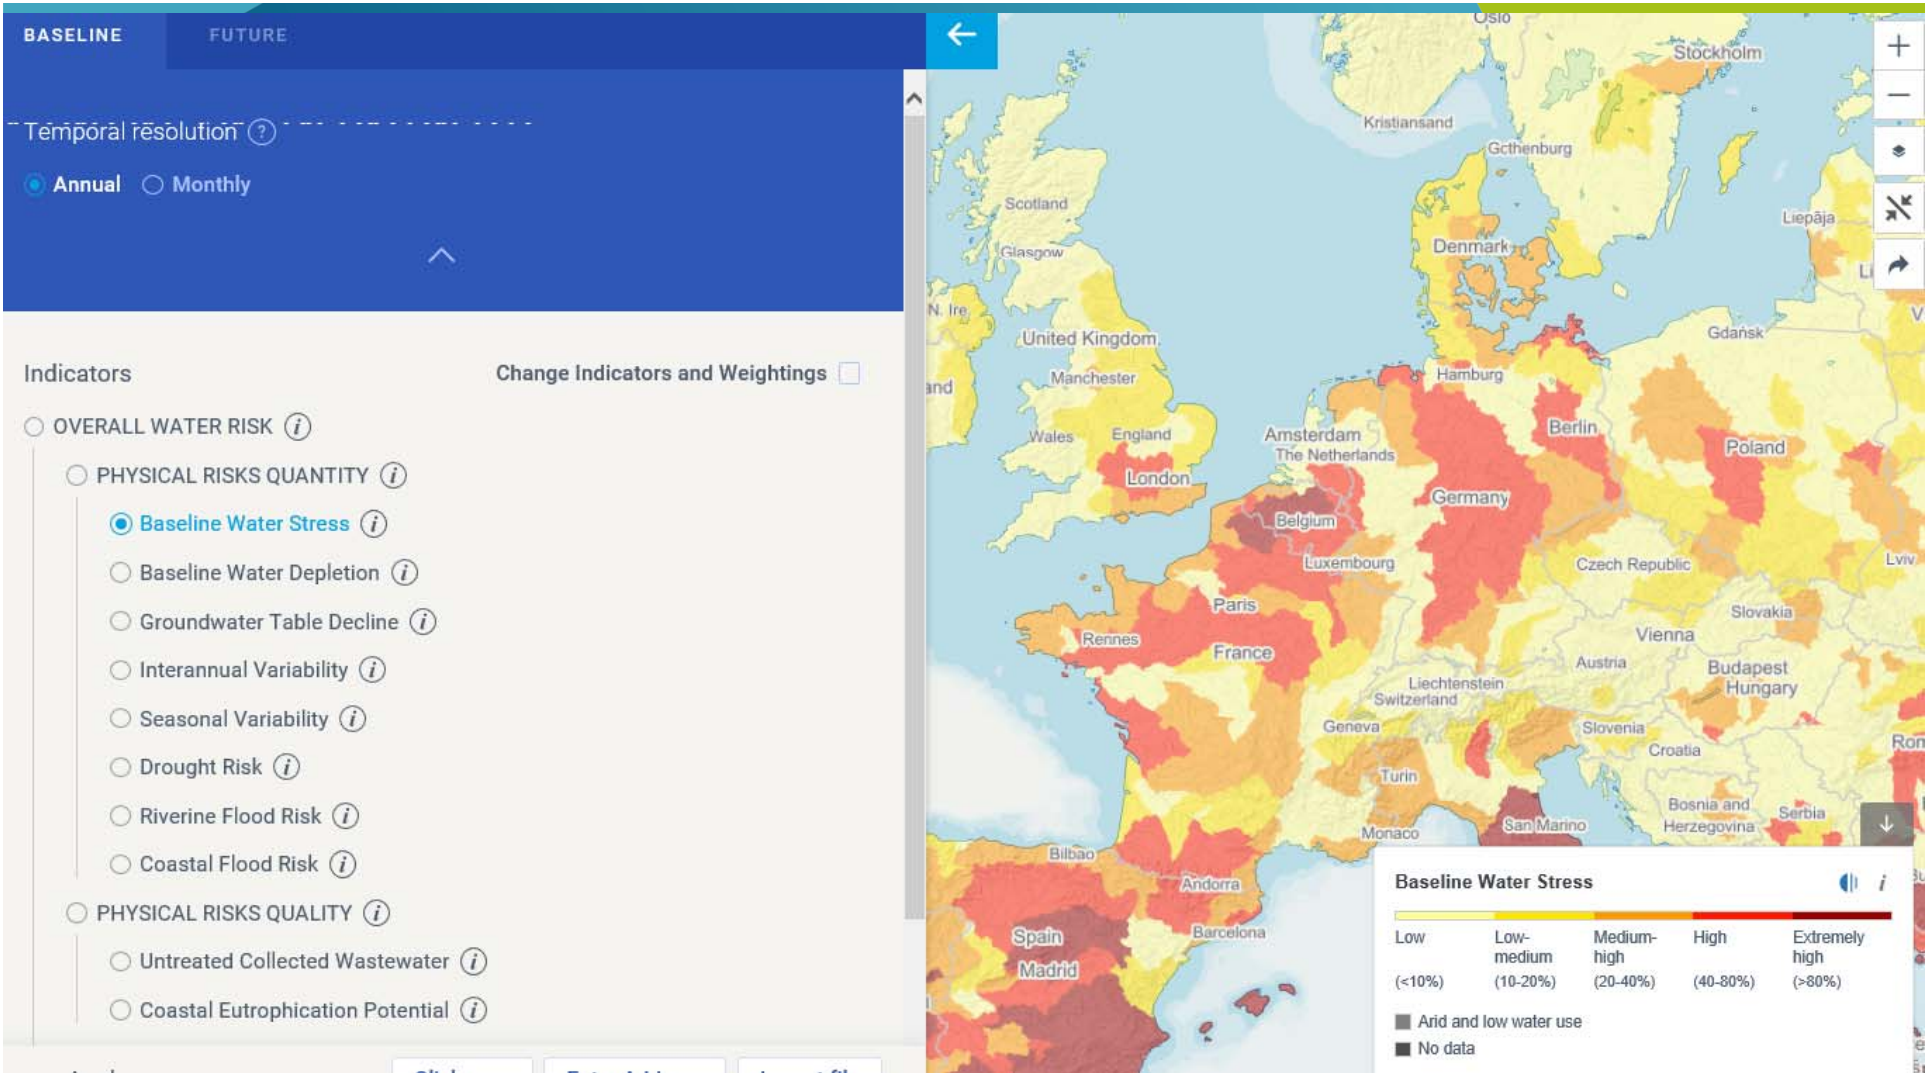 BASELINE
FUTURE
Temporal resolution ?
Annual Monthly
Indicators
Change Indicators and Weightings
OVERALL WATER RISK i
PHYSICAL RISKS QUANTITY i
Baseline Water Stress i
Baseline Water Depletion i
Groundwater Table Decline i
Interannual Variability i
Seasonal Variability i
Drought Risk i
Riverine Flood Risk i
Coastal Flood Risk i
PHYSICAL RISKS QUALITY i
Untreated Collected Wastewater i
Coastal Eutrophication Potential i
Oslo
Stockholm
Kristiansand
Gothenburg
Scotland
Liepāja
Glasgow
Denmark
N. Ire
United Kingdom
Gdańsk
Manchester
Hamburg
and
Wales
England
Amsterdam
Berlin
The Netherlands
Poland
London
Germany
Belgium
Luxembourg
Czech Republic
Lviv
Paris
Slovakia
Rennes
Vienna
France
Austria
Budapest
Liechtenstein
Hungary
Switzerland
Geneva
Slovenia
Croatia
Rom
Turin
Bosnia and
Herzegovina
Serbia
San Marino
Monaco
Bilbao
Andorra
Spain
Barcelona
Madrid
Baseline Water Stress i
Low
Low-
medium
Medium-
high
High
Extremely
high
(<10%)
(10-20%)
(20-40%)
(40-80%)
(>80%)
Arid and low water use
No data